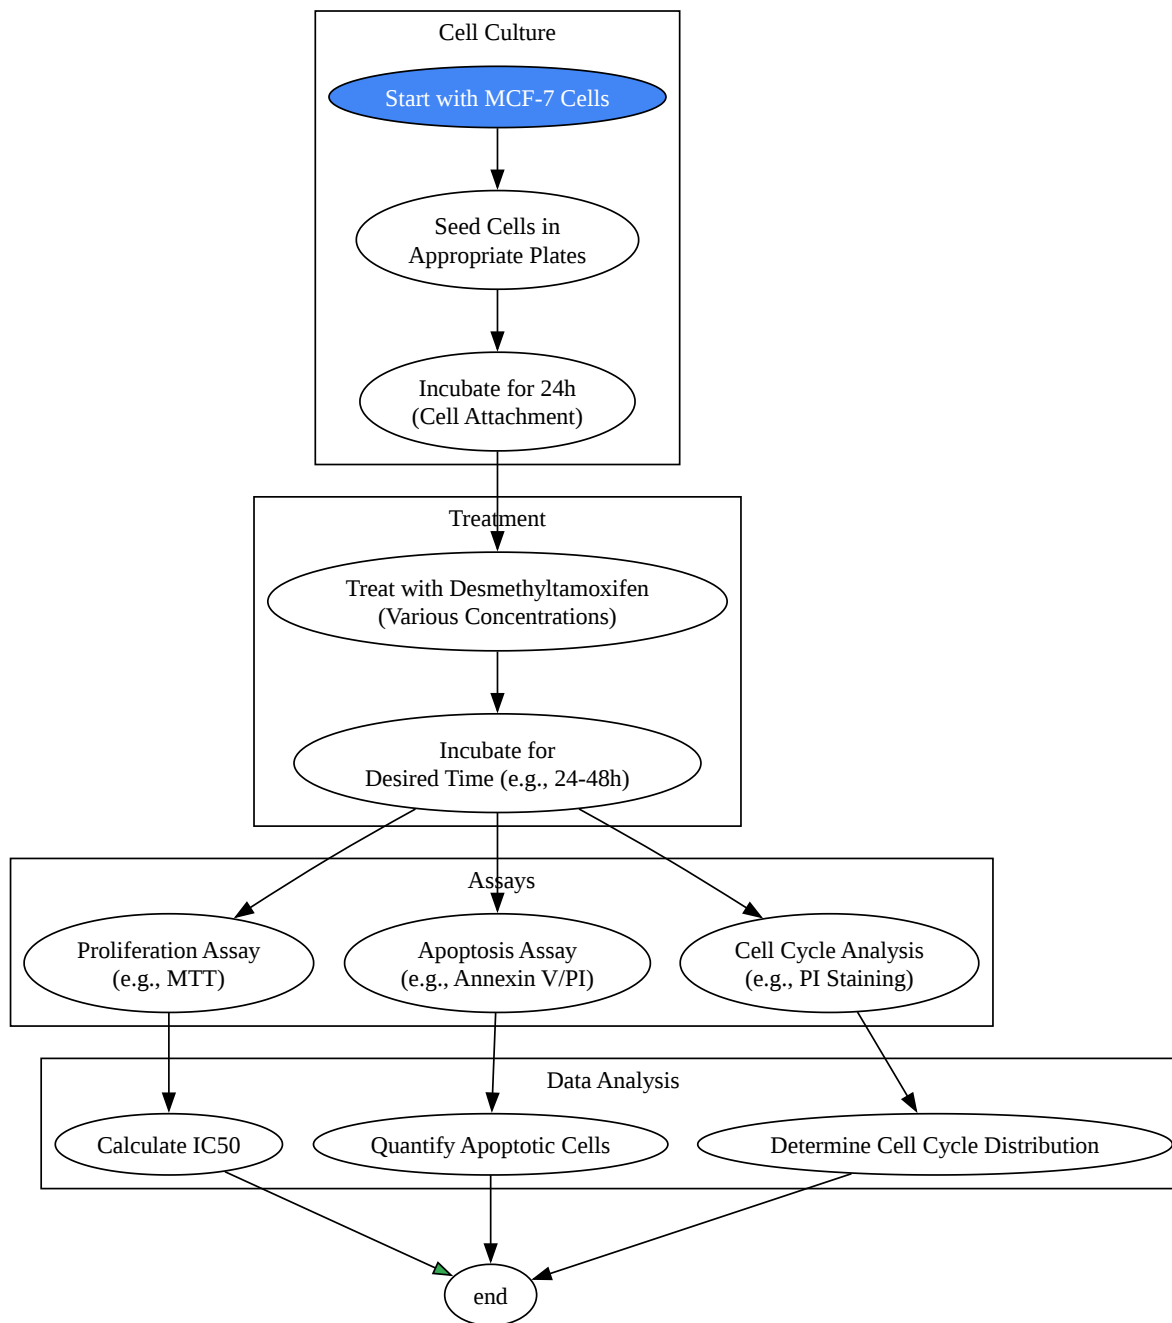 Cell Culture
Start with MCF-7 Cells
Seed Cells in
Appropriate Plates
Incubate for 24h
(Cell Attachment)
Treatment
Treat with Desmethyltamoxifen
(Various Concentrations)
Incubate for
Desired Time (e.g., 24-48h)
Assays
Proliferation Assay
(e.g., MTT)
Apoptosis Assay
(e.g., Annexin V/PI)
Cell Cycle Analysis
(e.g., PI Staining)
Data Analysis
Calculate IC50
Quantify Apoptotic Cells
Determine Cell Cycle Distribution
end